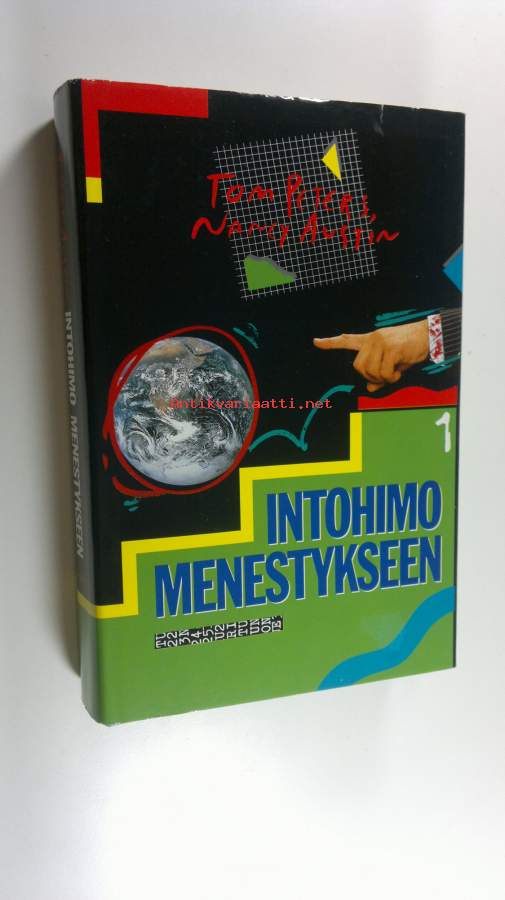 TOM PETERS,
NANCY AUSTIN
Antikvariaatti.net
1
INTOHIMO
MENESTYKSEEN
INTOHIMO MENESTYKSEEN